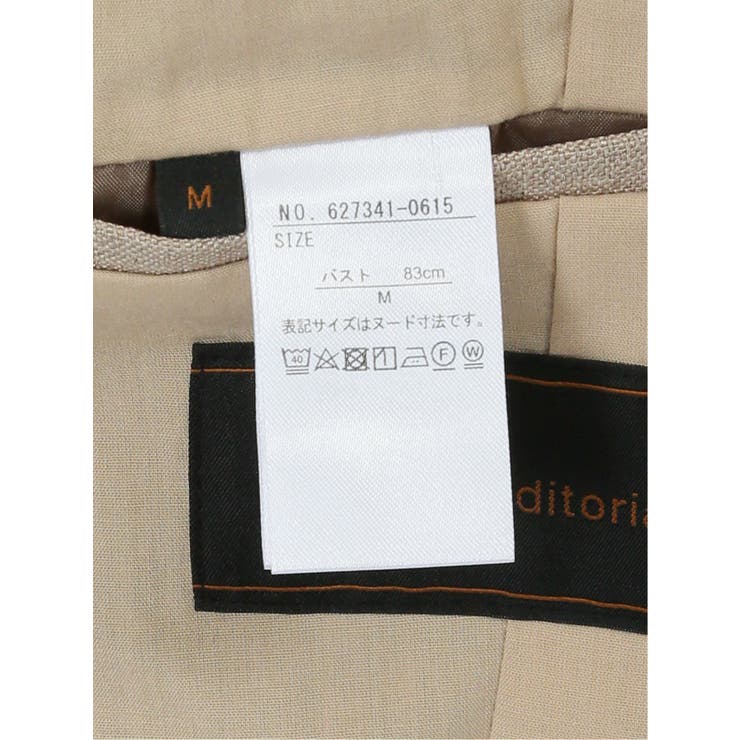 M
NO. 627341-0615
SIZE
バスト 83cm
M
表記サイズはヌード寸法です。
40 F W
ditoria